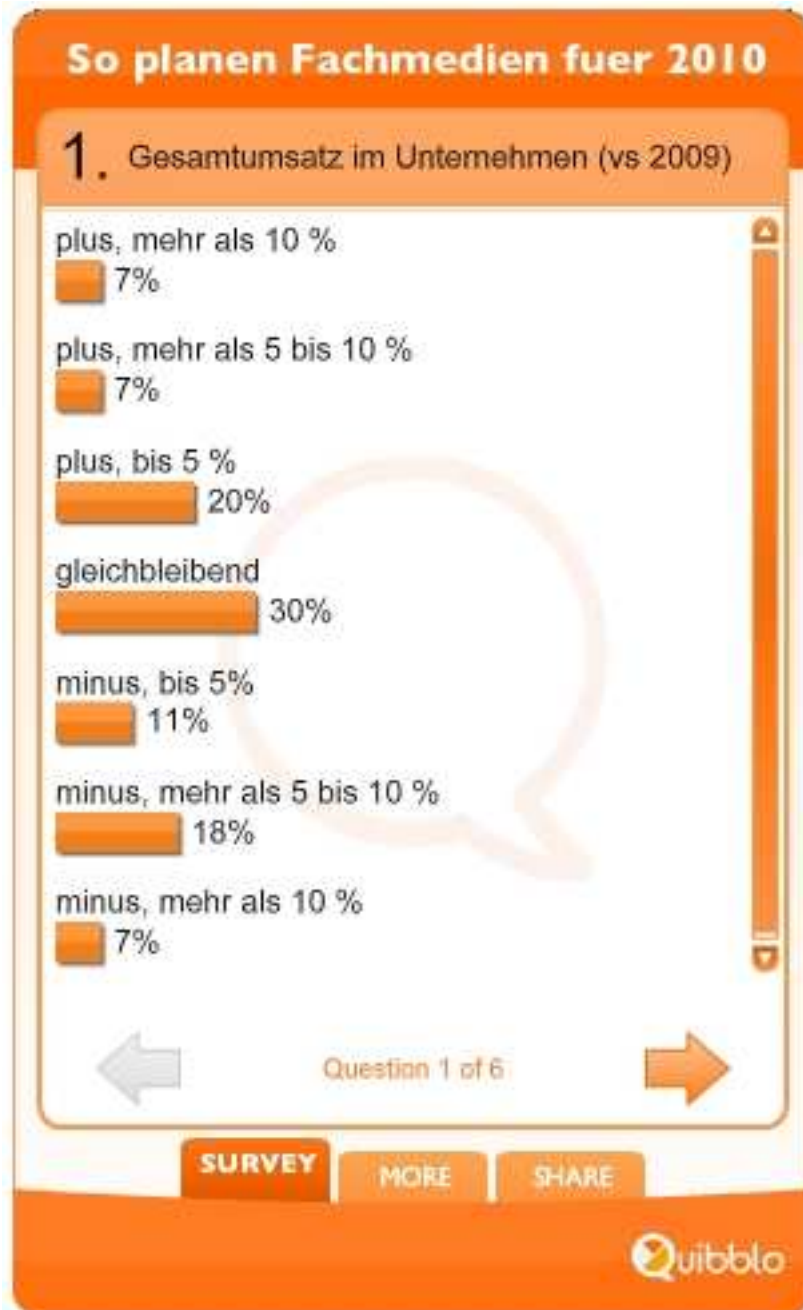 So planen Fachmedien fuer 2010
1. Gesamtumsatz im Unternehmen (vs 2009)
plus, mehr als 10 %
7%
plus, mehr als 5 bis 10 %
7%
plus, bis 5 %
20%
gleichbleibend
30%
minus, bis 5%
11%
minus, mehr als 5 bis 10 %
18%
minus, mehr als 10 %
7%
Question 1 of 6
SURVEY MORE SHARE
Quibblo